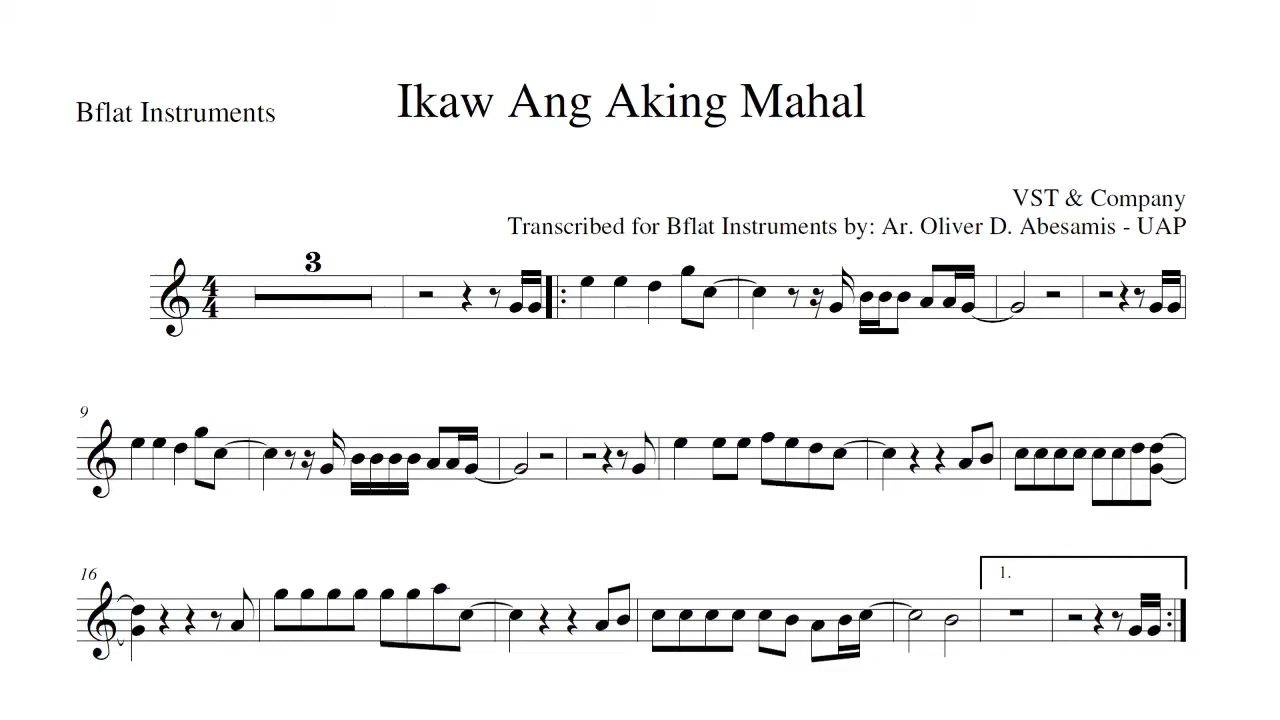 Ikaw Ang Aking Mahal
Bflat Instruments
VST & Company
Transcribed for Bflat Instruments by: Ar. Oliver D. Abesamis - UAP
3
4
4
9
16
1.